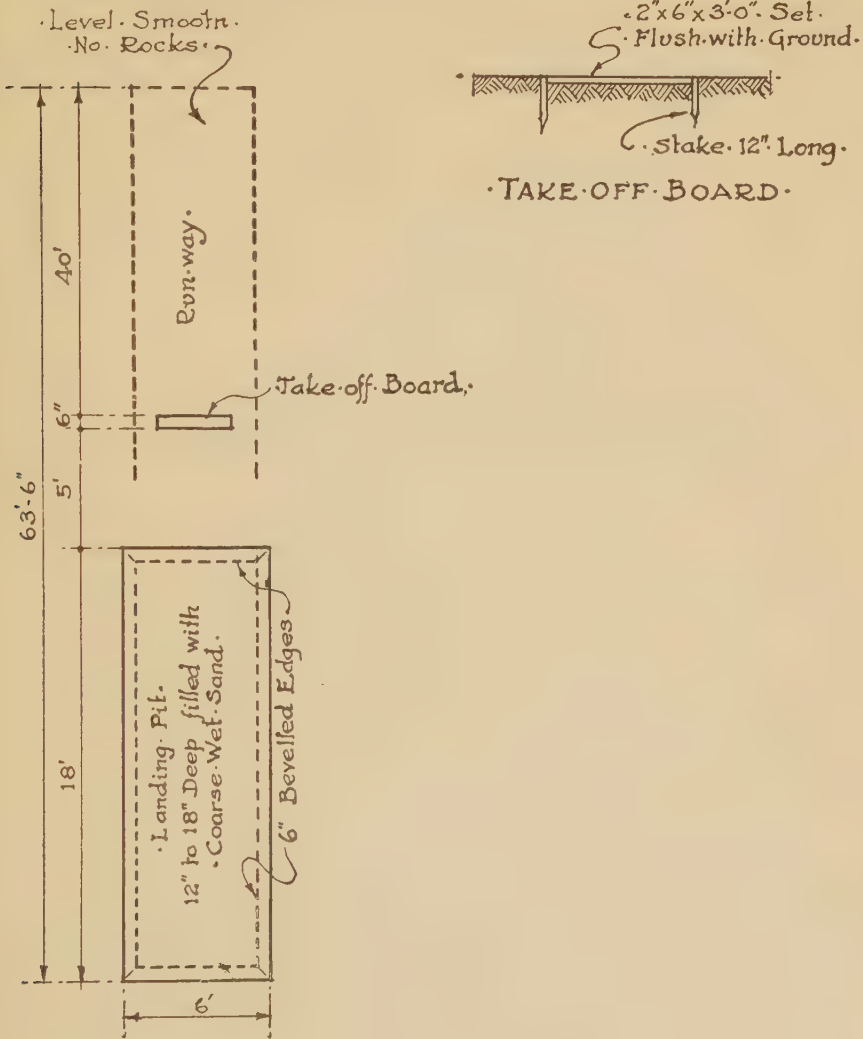 ·Level·Smooth·
·No·Rocks·
·2"x6"x3'-0"·Set·
·Flush·with·Ground·
·Stake·12"·Long·
·TAKE·OFF·BOARD·
40'
Run·way·
·Take·off·Board,·
6"
63'-6"
5'
·Landing·Pit·
12" to 18" Deep filled with
·Coarse·Wet·Sand·
6" Bevelled Edges·
18'
6'